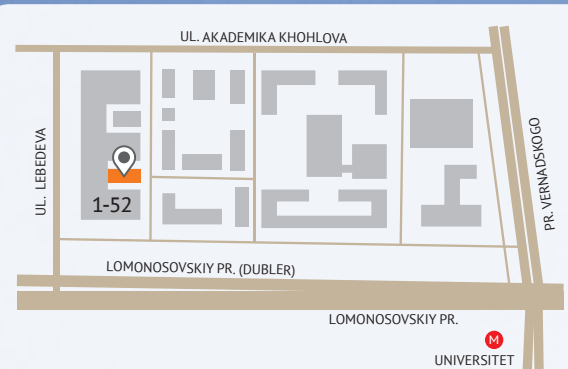 UL. AKADEMIKA KHOHLOVA
UL. LEBEDEVA
PR. VERNADSKOGO
1-52
LOMONOSOVSKIY PR. (DUBLER)
LOMONOSOVSKIY PR.
M
UNIVERSITET